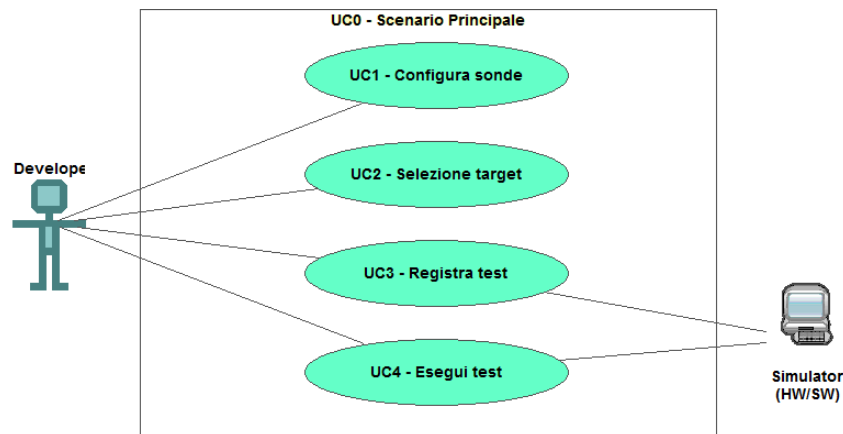 UC0 - Scenario Principale
UC1 - Configura sonde
Develope
UC2 - Selezione target
UC3 - Registra test
UC4 - Esegui test
Simulator
(HW/SW)